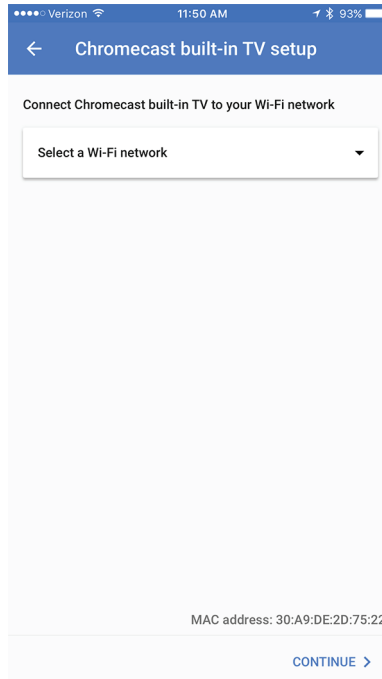 Verizon 11:50 AM 93%
Chromecast built-in TV setup
Connect Chromecast built-in TV to your Wi-Fi network
Select a Wi-Fi network
MAC address: 30:A9:DE:2D:75:22
CONTINUE